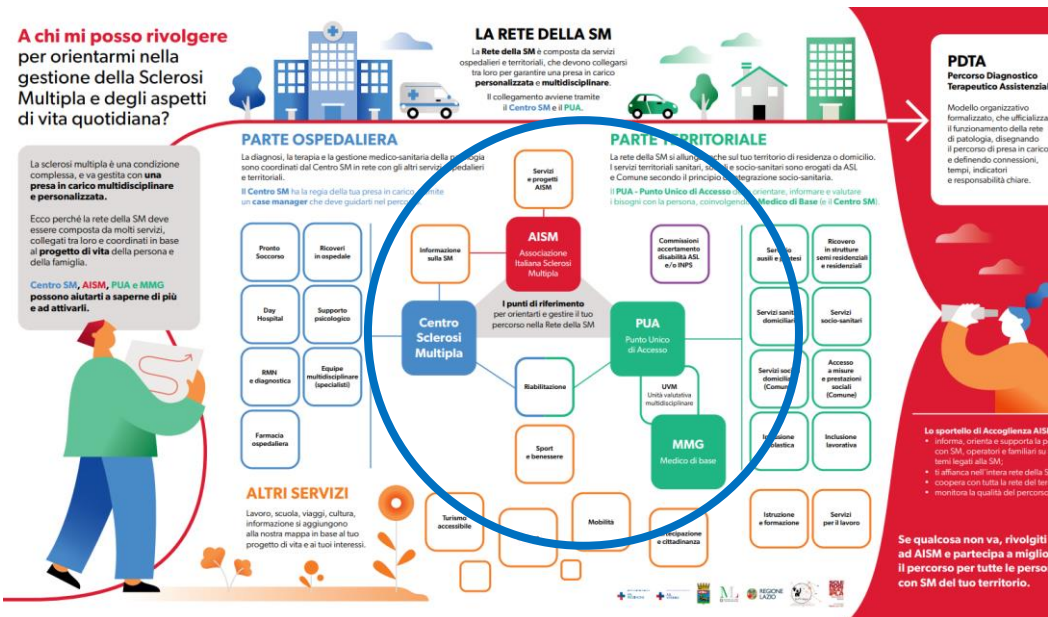 A chi mi posso rivolgere
per orientarmi nella
gestione della Sclerosi
Multipla e degli aspetti
di vita quotidiana?
La sclerosi multipla è una condizione
complessa, e va gestita con una
presa in carico multidisciplinare
e personalizzata.
Ecco perché la rete della SM deve
essere composta da molti servizi,
collegati tra loro e coordinati in base
al progetto di vita della persona e
della famiglia.
Centro SM, AISM, PUA e MMG
possono aiutarti a saperne di più
e ad attivarli.
LA RETE DELLA SM
La Rete della SM è composta da servizi
ospedalieri e territoriali, che devono collegarsi
tra loro per garantire una presa in carico
personalizzata e multidisciplinare.
Il collegamento avviene tramite
il Centro SM e il PUA.
PARTE OSPEDALIERA
La diagnosi, la terapia e la gestione medico-sanitaria della patologia
sono coordinati dal Centro SM in rete con gli altri servizi ospedalieri
e territoriali.
Il Centro SM ha la regia della tua presa in carico, tramite
un case manager che deve guidarti nel percorso.
PARTE TERRITORIALE
La rete della SM si allunga anche sul tuo territorio di residenza o domicilio.
I servizi territoriali sanitari, sociali e socio-sanitari sono erogati da ASL
e Comune secondo il principio di integrazione socio-sanitaria.
Il PUA - Punto Unico di Accesso deve orientare, informare e valutare
i bisogni con la persona, coinvolgendo il Medico di Base (e il Centro SM).
Pronto
Soccorso
Ricoveri
in ospedale
Day
Hospital
Supporto
psicologico
RMN
e diagnostica
Equipe
multidisciplinare
(specialisti)
Farmacia
ospedaliera
Servizi
e progetti
AISM
Informazione
sulla SM
AISM
Associazione
Italiana Sclerosi
Multipla
Commissioni
accertamento
disabilità ASL
e/o INPS
I punti di riferimento
per orientarti e gestire il tuo
percorso nella Rete della SM
Centro
Sclerosi
Multipla
PUA
Punto Unico
di Accesso
Riabilitazione
UVM
Unità valutativa
multidisciplinare
MMG
Medico di base
Sport
e benessere
Servizio
ausili e protesi
Ricovero
in strutture
semi residenziali
e residenziali
Servizi sanitari
domiciliari
Servizi
socio-sanitari
Servizi sociali
domiciliari
(Comune)
Accesso
a misure
e prestazioni
sociali
(Comune)
Inclusione
scolastica
Inclusione
lavorativa
ALTRI SERVIZI
Lavoro, scuola, viaggi, cultura,
informazione si aggiungono
alla nostra mappa in base al tuo
progetto di vita e ai tuoi interessi.
Turismo
accessibile
Mobilità
Partecipazione
e cittadinanza
Istruzione
e formazione
Servizi
per il lavoro
REGIONE
LAZIO
PDTA
Percorso Diagnostico
Terapeutico Assistenzial
Modello organizzativo
formalizzato, che ufficializza
il funzionamento della rete
di patologia, disegnando
il percorso di presa in carico
e definendo connessioni,
tempi, indicatori
e responsabilità chiare.
Lo sportello di Accoglienza AISM
• informa, orienta e supporta la p
con SM, operatori e familiari su
temi legati alla SM;
• ti affianca nell'intera rete della S
• coopera con tutta la rete del ter
• monitora la qualità del percorso
Se qualcosa non va, rivolgiti
ad AISM e partecipa a miglio
il percorso per tutte le person
con SM del tuo territorio.